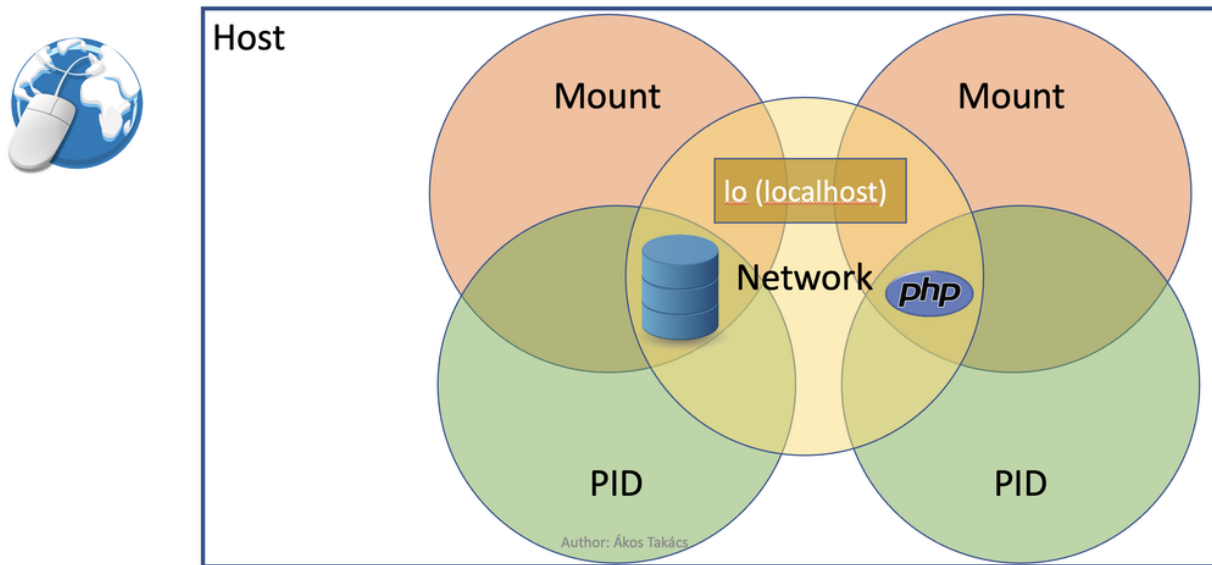 Host
Mount
Mount
lo (localhost)
Network
php
PID
PID
Author: Ákos Takács